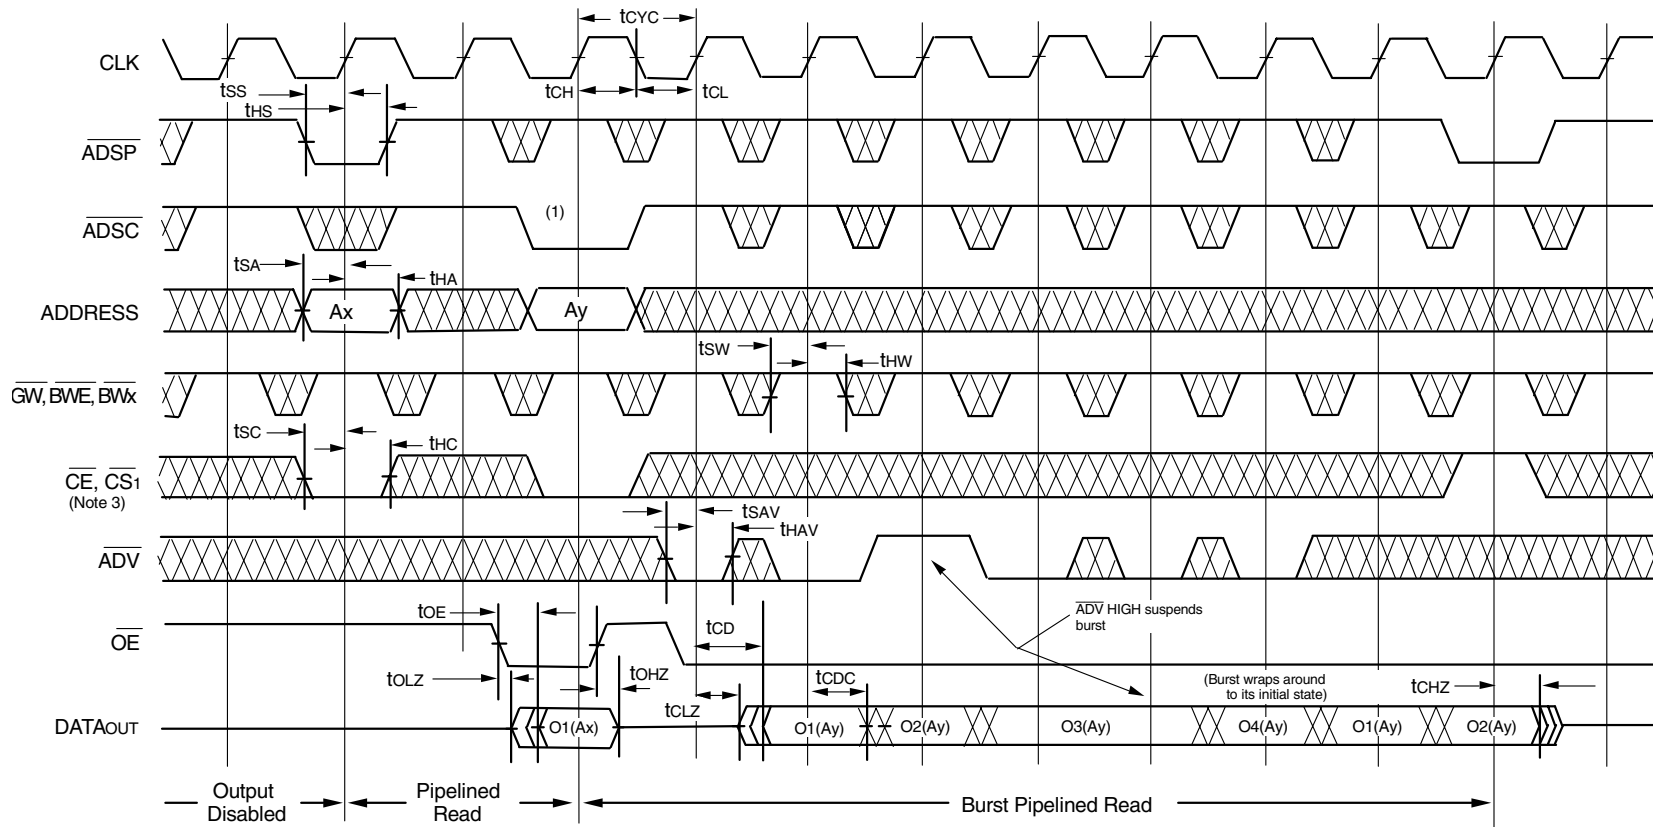 tCYC
CLK
tSS
tHS
tCH
tCL
ADSP
ADSC
(1)
tSA
tHA
ADDRESS
Ax
Ay
tSW
tHW
GW, BWE, BWx
tSC
tHC
CE, CS1
(Note 3)
tSAV
tHAV
ADV
tOE
tCD
ADV HIGH suspends
burst
OE
tOLZ
tOHZ
tCLZ
tCDC
(Burst wraps around
to its initial state)
tCHZ
DATAOUT
O1(Ax)
O1(Ay)
O2(Ay)
O3(Ay)
O4(Ay)
O1(Ay)
O2(Ay)
Output
Disabled
Pipelined
Read
Burst Pipelined Read